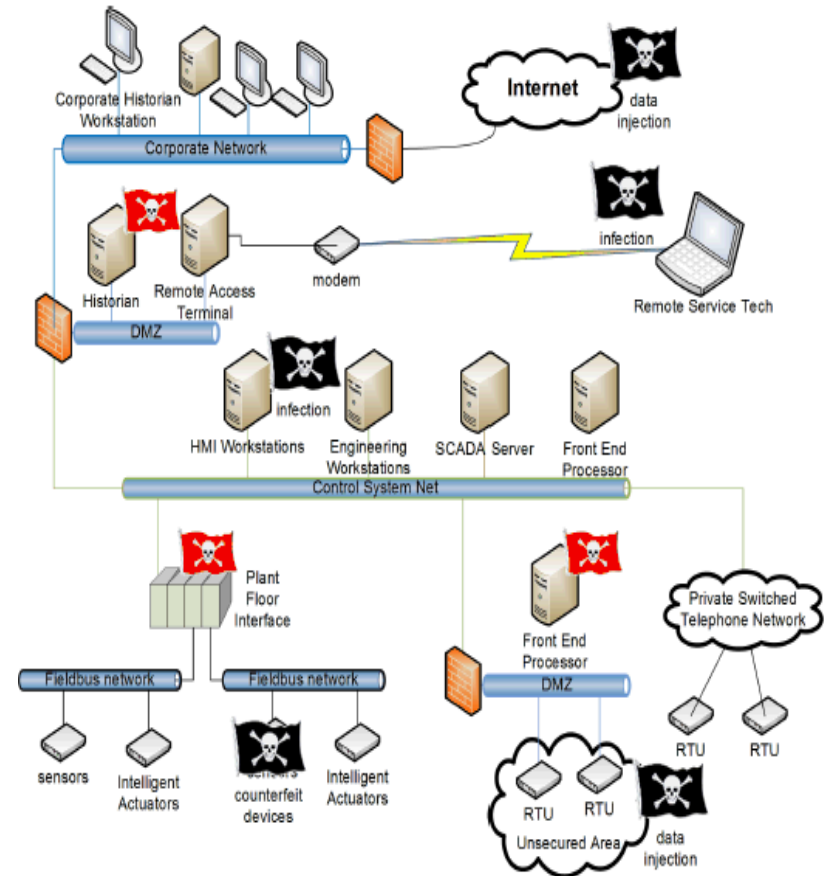 Internet
data
injection
Corporate Historian
Workstation
Corporate Network
infection
modem
Remote Service Tech
Historian
Remote Access
Terminal
DMZ
infection
HMI Workstations
Engineering
Workstations
SCADA Server
Front End
Processor
Control System Net
Plant
Floor
Interface
Front End
Processor
DMZ
Private Switched
Telephone Network
Fieldbus network
Fieldbus network
RTU
RTU
sensors
Intelligent
Actuators
sensors
counterfeit
devices
Intelligent
Actuators
RTU
RTU
Unsecured Area
data
injection